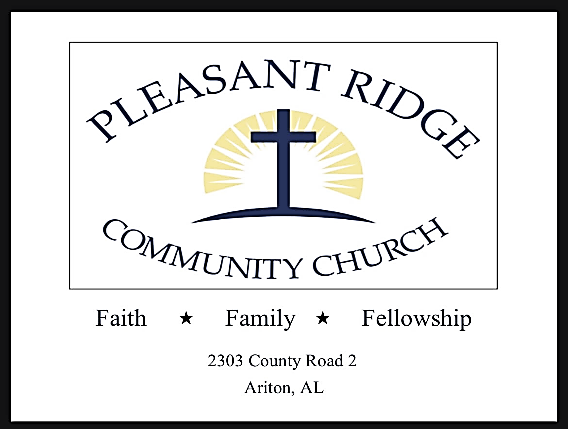 PLEASANT RIDGE
COMMUNITY CHURCH
Faith ★ Family ★ Fellowship
2303 County Road 2
Ariton, AL